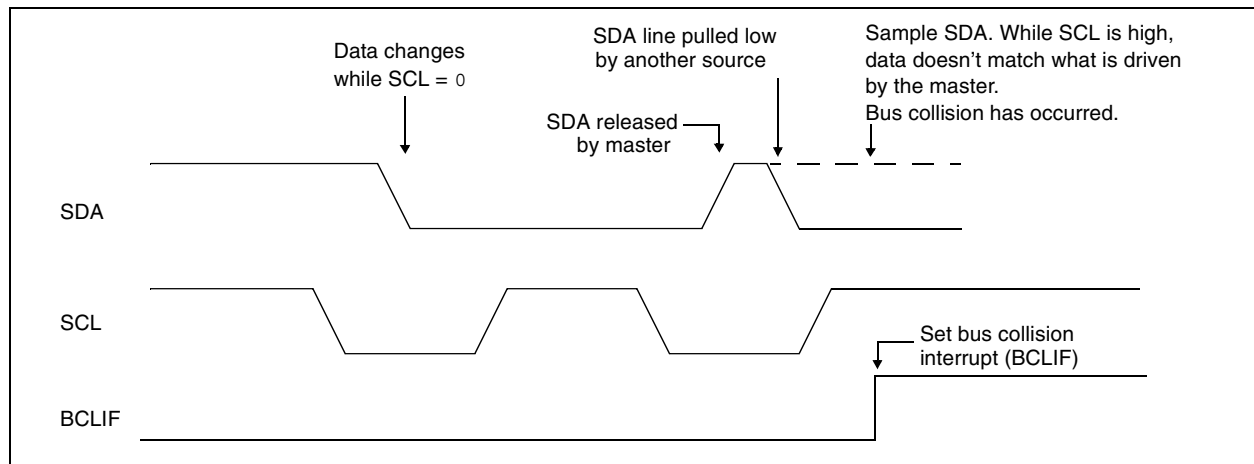 Data changes
while SCL = 0
SDA line pulled low
by another source
Sample SDA. While SCL is high,
data doesn't match what is driven
by the master.
Bus collision has occurred.
SDA released
by master
SDA
SCL
Set bus collision
interrupt (BCLIF)
BCLIF